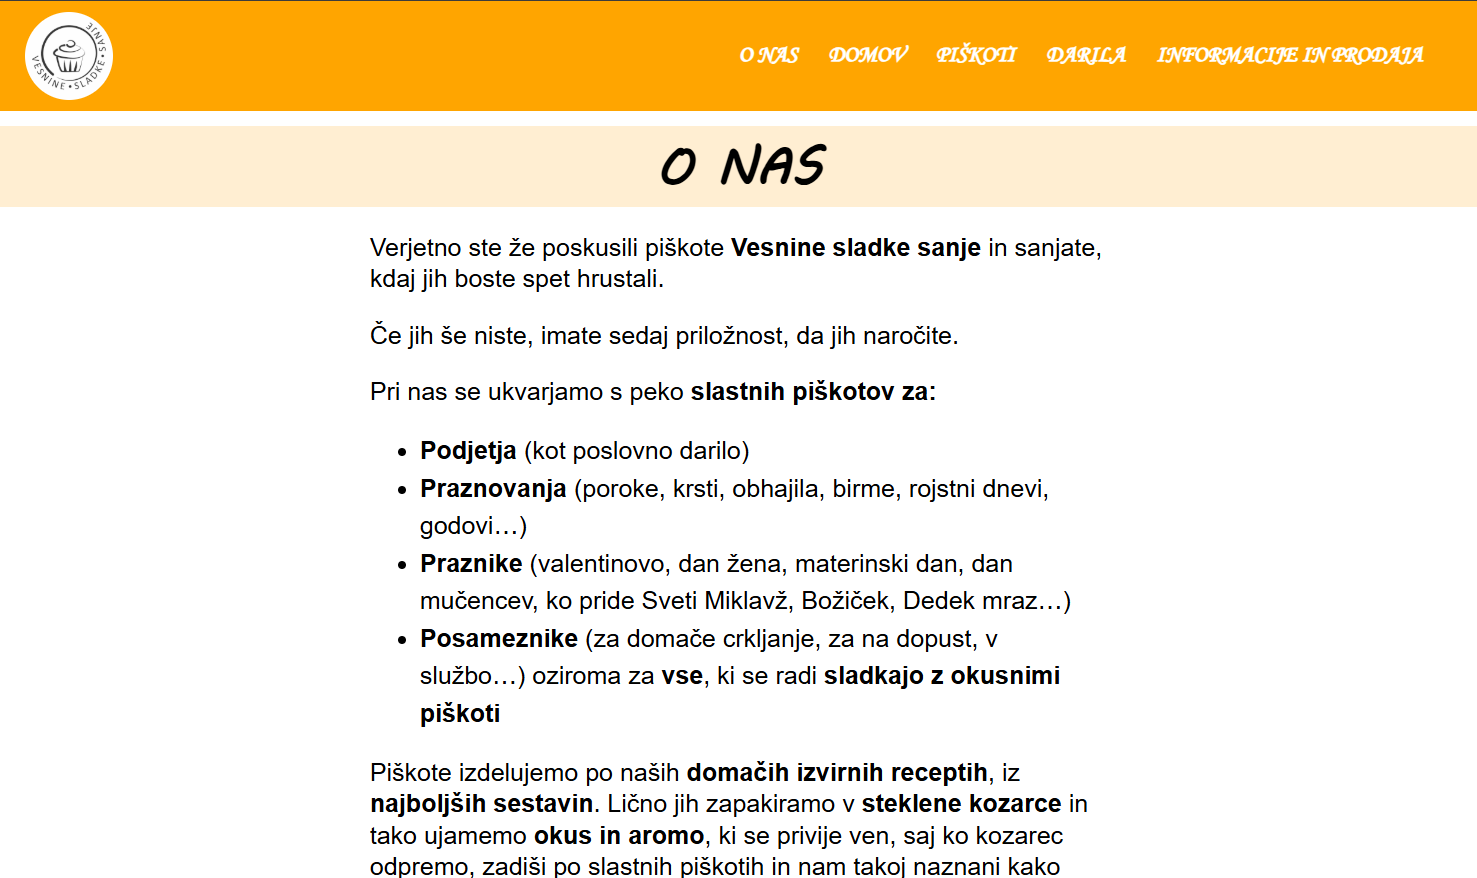 VESNINE • SLADKE • SANJE
O NAS DOMOV PIŠKOTI DARILA INFORMACIJE IN PRODAJA
O NAS
Verjetno ste že poskusili piškote Vesnine sladke sanje in sanjate,
kdaj jih boste spet hrustali.
Če jih še niste, imate sedaj priložnost, da jih naročite.
Pri nas se ukvarjamo s peko slastnih piškotov za:
• Podjetja (kot poslovno darilo)
• Praznovanja (poroke, krsti, obhajila, birme, rojstni dnevi,
godovi…)
• Praznike (valentinovo, dan žena, materinski dan, dan
mučencev, ko pride Sveti Miklavž, Božiček, Dedek mraz…)
• Posameznike (za domače crkljanje, za na dopust, v
službo…) oziroma za vse, ki se radi sladkajo z okusnimi
piškoti
Piškote izdelujemo po naših domačih izvirnih receptih, iz
najboljših sestavin. Lično jih zapakiramo v steklene kozarce in
tako ujamemo okus in aromo, ki se privije ven, saj ko kozarec
odpremo, zadiši po slastnih piškotih in nam takoj naznani kako